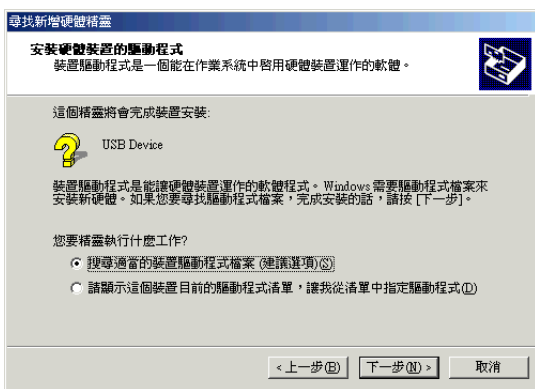 尋找新增硬體精靈
安裝硬體裝置的驅動程式
裝置驅動程式是一個能在作業系統中啟用硬體裝置運作的軟體。
這個精靈將會完成裝置安裝:
USB Device
裝置驅動程式是能讓硬體裝置運作的軟體程式。Windows 需要驅動程式檔案來
安裝新硬體。如果您要尋找驅動程式檔案，完成安裝的話，請按 [下一步]。
您要精靈執行什麼工作?
搜尋適當的裝置驅動程式檔案 (建議選項)(S)
請顯示這個裝置目前的驅動程式清單，讓我從清單中指定驅動程式(D)
< 上一步(B) 下一步(N) > 取消